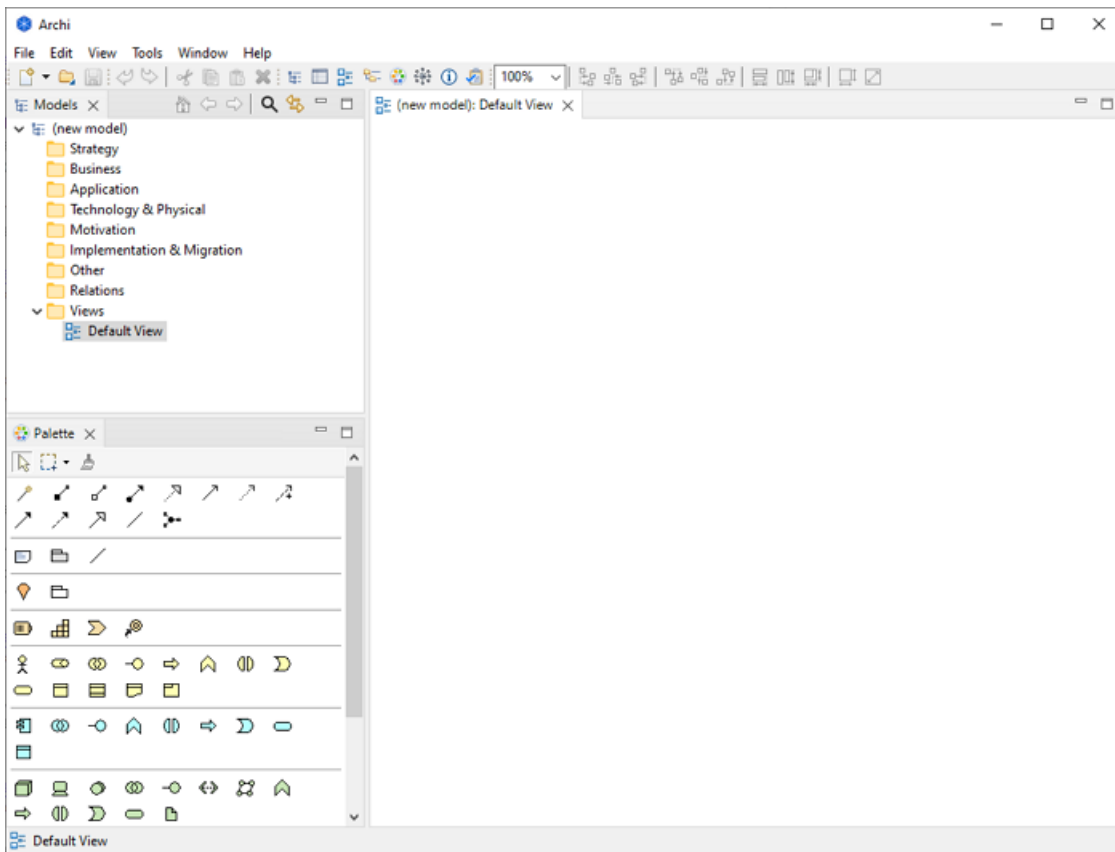 Archi
File Edit View Tools Window Help
100%
Models
(new model): Default View
(new model)
Strategy
Business
Application
Technology & Physical
Motivation
Implementation & Migration
Other
Relations
Views
Default View
Palette
Default View